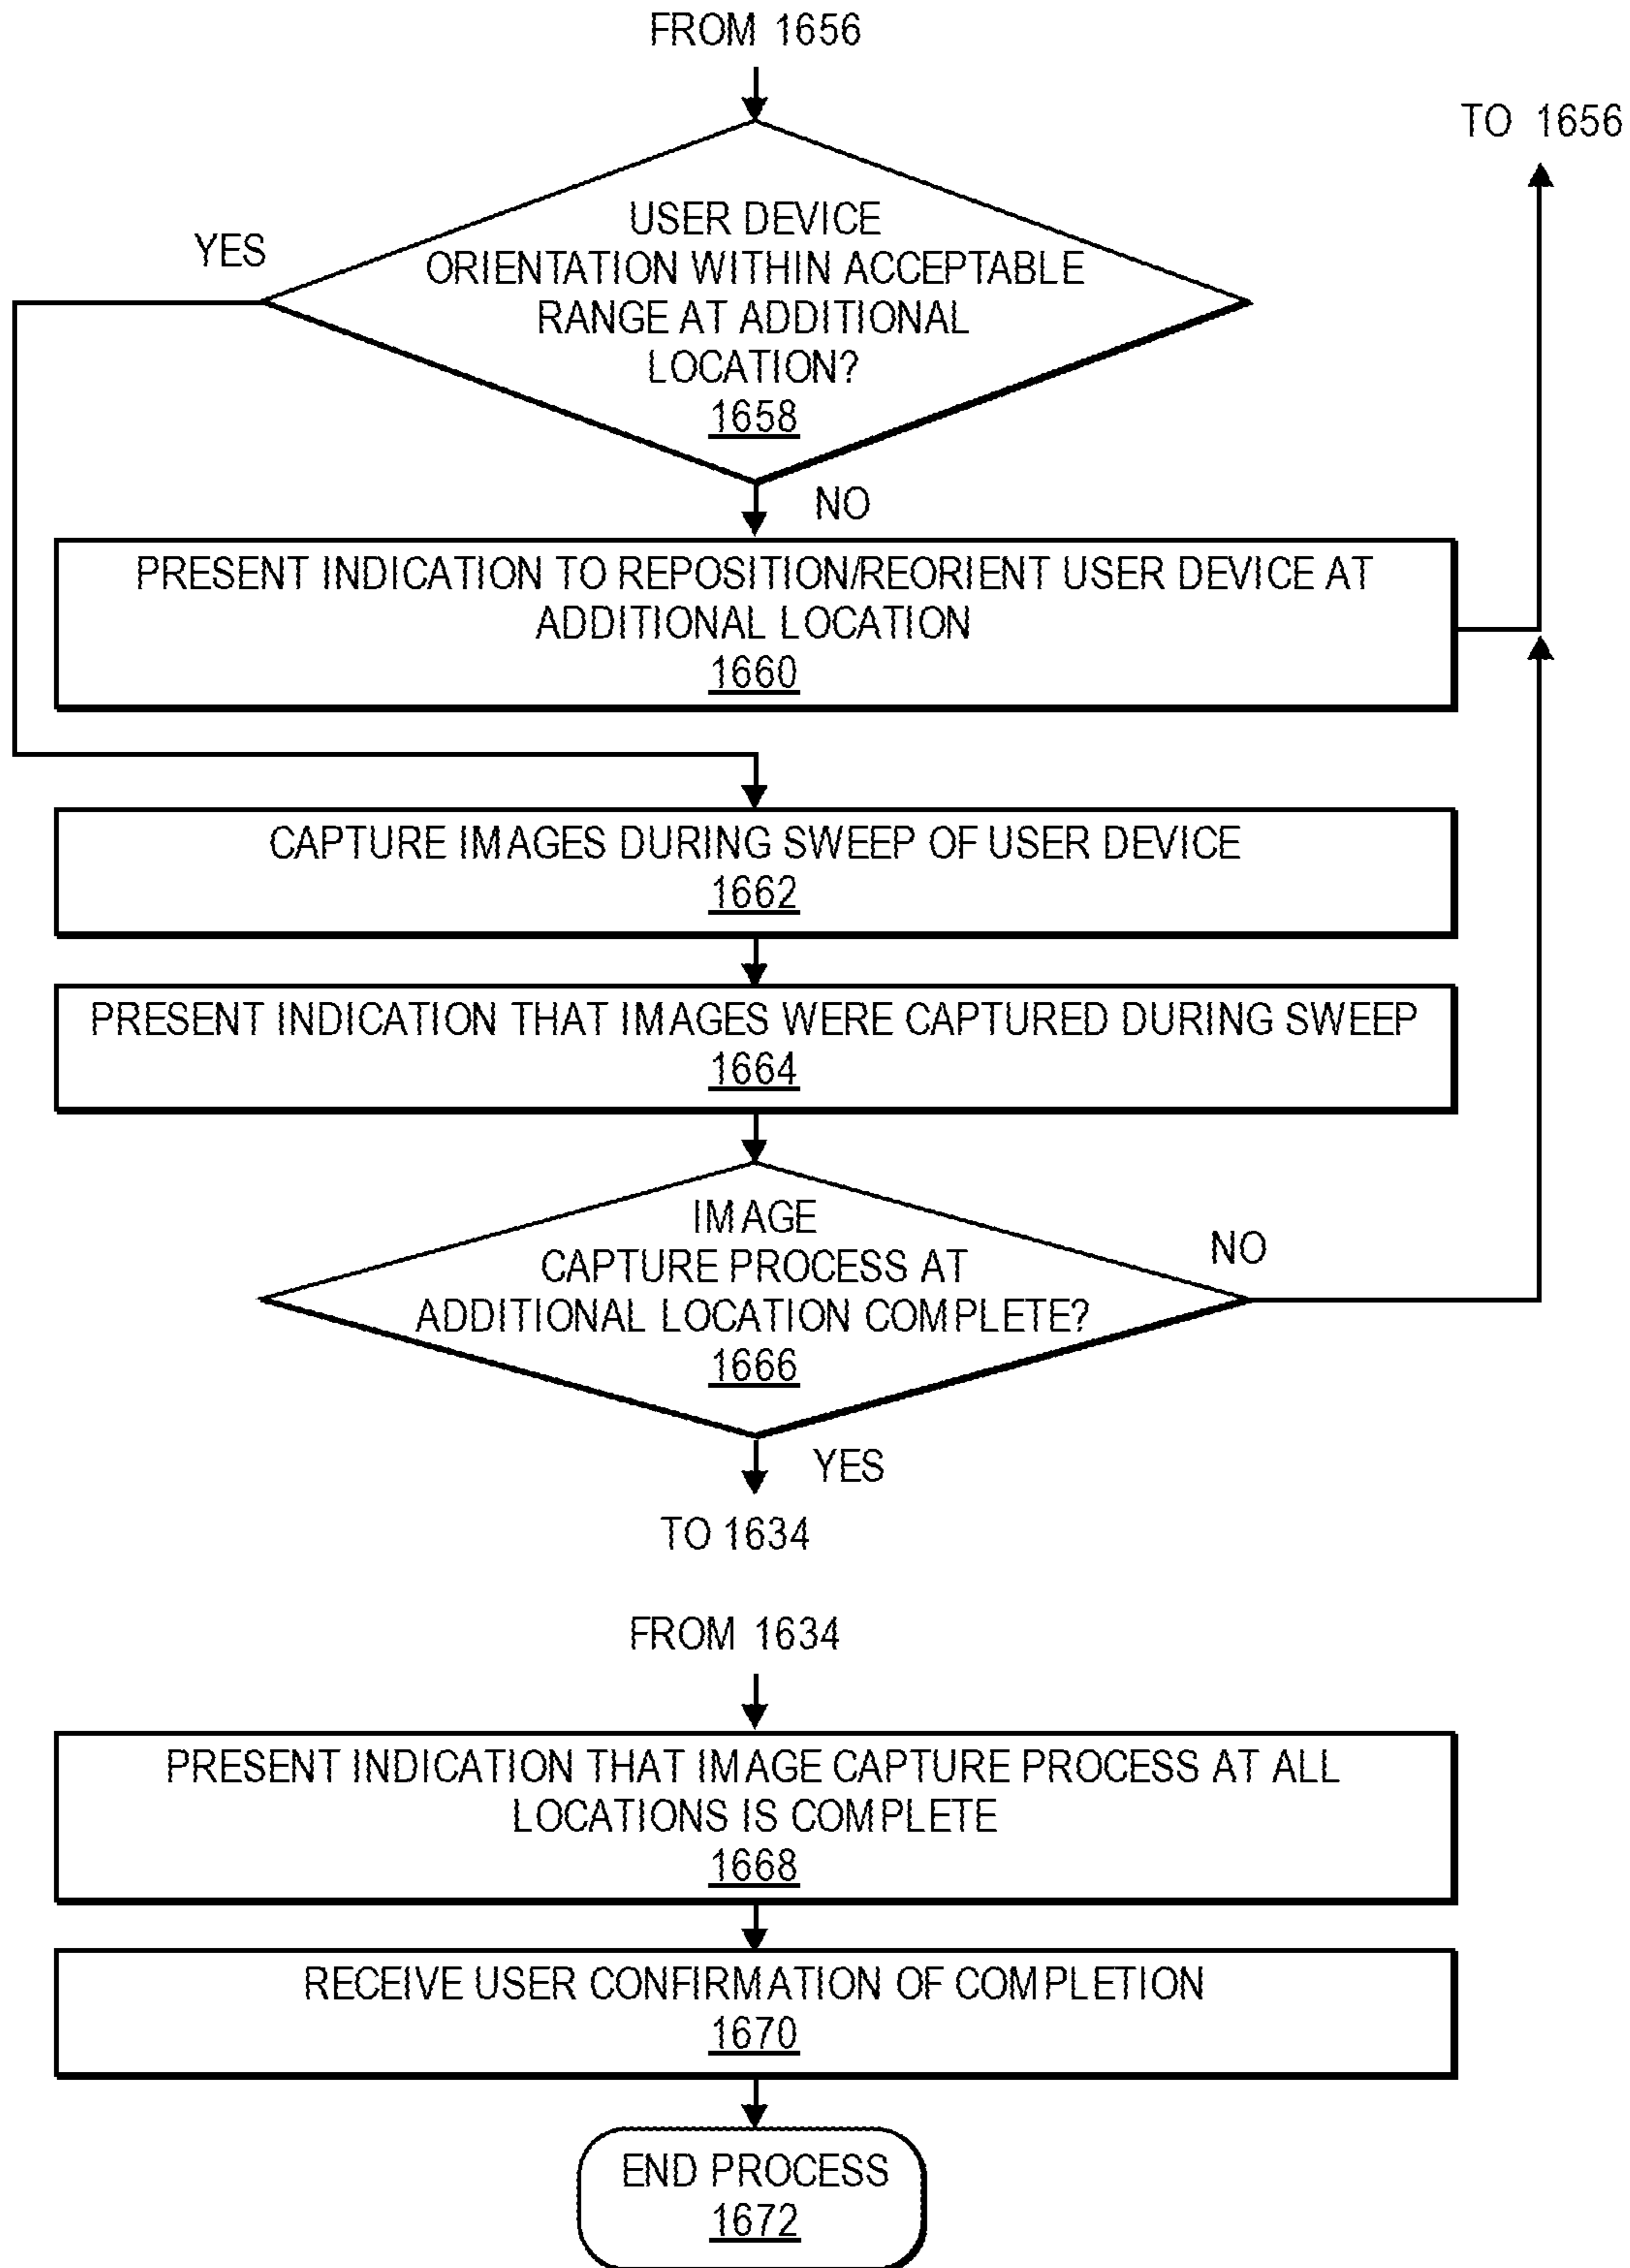 FROM 1656
TO 1656
YES
USER DEVICE
ORIENTATION WITHIN ACCEPTABLE
RANGE AT ADDITIONAL
LOCATION?
1658
NO
PRESENT INDICATION TO REPOSITION/REORIENT USER DEVICE AT
ADDITIONAL LOCATION
1660
CAPTURE IMAGES DURING SWEEP OF USER DEVICE
1662
PRESENT INDICATION THAT IMAGES WERE CAPTURED DURING SWEEP
1664
IMAGE
CAPTURE PROCESS AT
ADDITIONAL LOCATION COMPLETE?
1666
NO
YES
TO 1634
FROM 1634
PRESENT INDICATION THAT IMAGE CAPTURE PROCESS AT ALL
LOCATIONS IS COMPLETE
1668
RECEIVE USER CONFIRMATION OF COMPLETION
1670
END PROCESS
1672